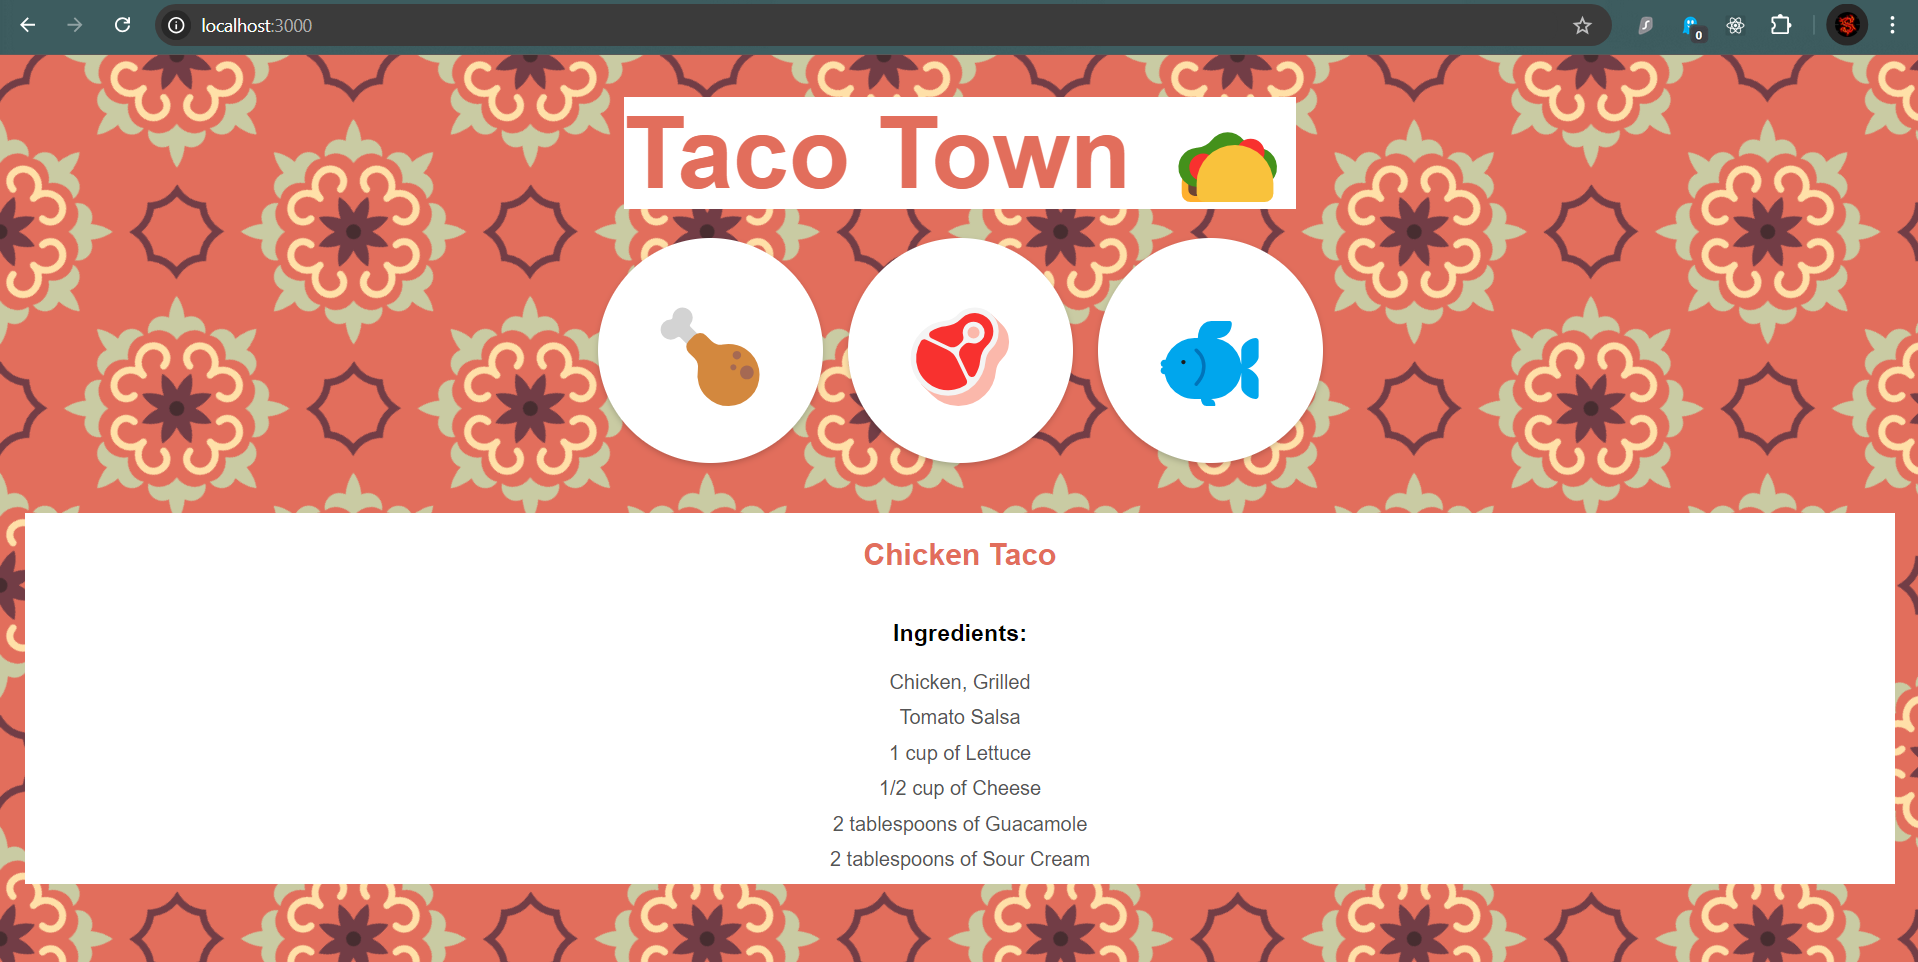 localhost:3000
0
Taco Town
Chicken Taco
Ingredients:
Chicken, Grilled
Tomato Salsa
1 cup of Lettuce
1/2 cup of Cheese
2 tablespoons of Guacamole
2 tablespoons of Sour Cream